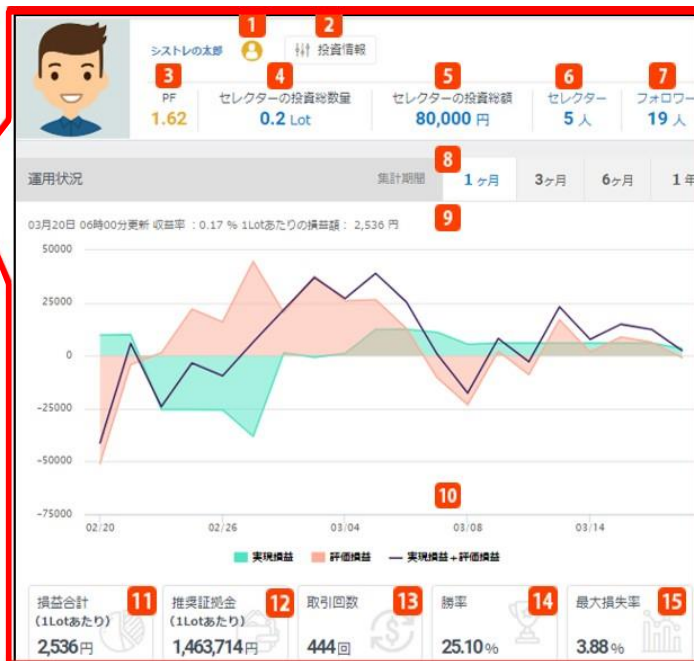 1 2
システトレの太郎 投資情報
3 4 5 6 7
PF セレクターの投資総数量 セレクターの投資総額 セレクター フォロワー
1.62 0.2 Lot 80,000 円 5 人 19 人
8
運用状況 集計期間 1 ヶ月 3ヶ月 6ヶ月 1年
9
03月20日 06時00分更新 収益率 : 0.17 % 1Lotあたりの損益額 : 2,536 円
50000
25000
0
-25000
-50000
10
-75000
02/20 02/26 03/04 03/08 03/14
実現損益 評価損益 実現損益+評価損益
損益合計 11 推奨証拠金 12 取引回数 13 勝率 14 最大損失率 15
(1Lotあたり) (1Lotあたり)
2,536円 1,463,714円 444回 25.10% 3.88%